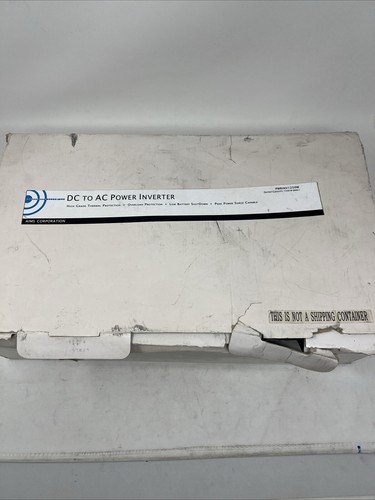 DC TO AC POWER INVERTER
HIGH GRADE THERMAL PROTECTION • OVERLOAD PROTECTION • LOW BATTERY SHUTDOWN • PEAK POWER SURGE CAPABLE
AIMS CORPORATION
THIS IS NOT A SHIPPING CONTAINER